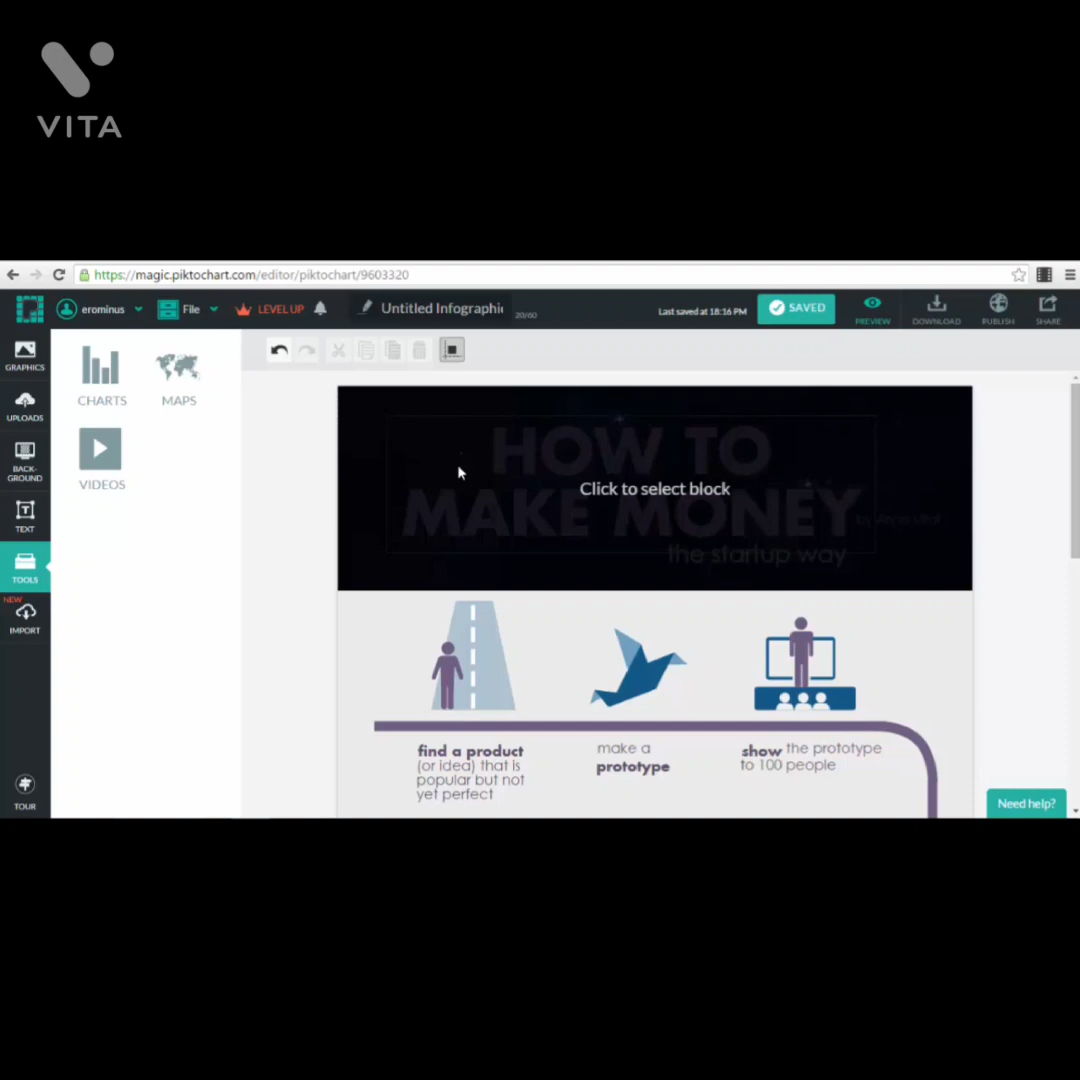 VITA
https://magic.piktochart.com/editor/piktochart/9603320
erominus
File
LEVEL UP
Untitled Infographic
20/60
Last saved at 18:16 PM
SAVED
PREVIEW
DOWNLOAD
PUBLISH
SHARE
GRAPHICS
UPLOADS
BACK-
GROUND
TEXT
TOOLS
NEW
IMPORT
TOUR
CHARTS
MAPS
VIDEOS
HOW TO
Click to select block
MAKE MONEY
by Anna Vital
the startup way
find a product
(or idea) that is
popular but not
yet perfect
make a
prototype
show the prototype
to 100 people
Need help?